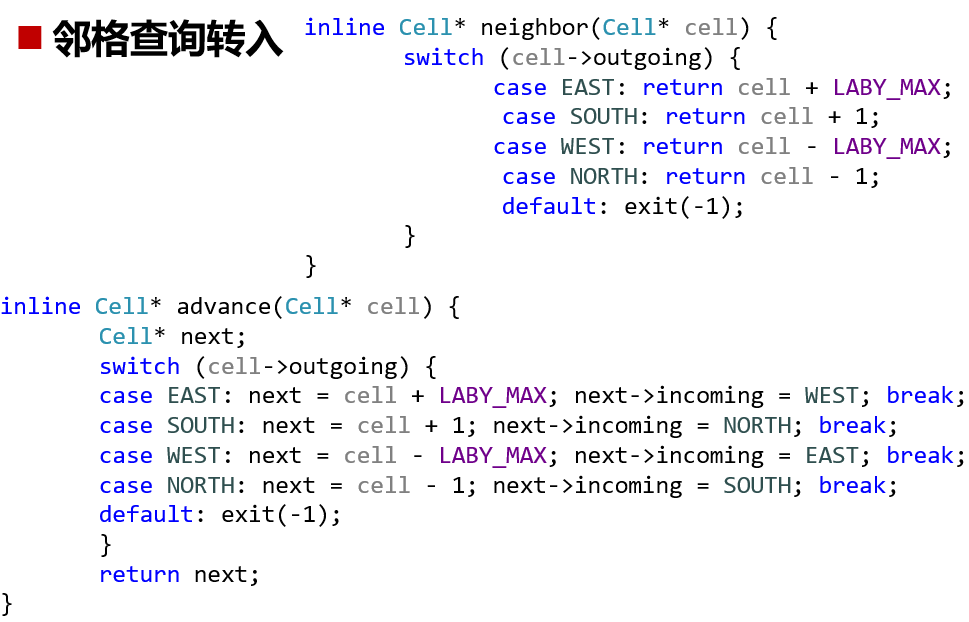 邻格查询转入
inline Cell* neighbor(Cell* cell) {
switch (cell->outgoing) {
case EAST: return cell + LABY_MAX;
case SOUTH: return cell + 1;
case WEST: return cell - LABY_MAX;
case NORTH: return cell - 1;
default: exit(-1);
}
}
inline Cell* advance(Cell* cell) {
Cell* next;
switch (cell->outgoing) {
case EAST: next = cell + LABY_MAX; next->incoming = WEST; break;
case SOUTH: next = cell + 1; next->incoming = NORTH; break;
case WEST: next = cell - LABY_MAX; next->incoming = EAST; break;
case NORTH: next = cell - 1; next->incoming = SOUTH; break;
default: exit(-1);
}
return next;
}